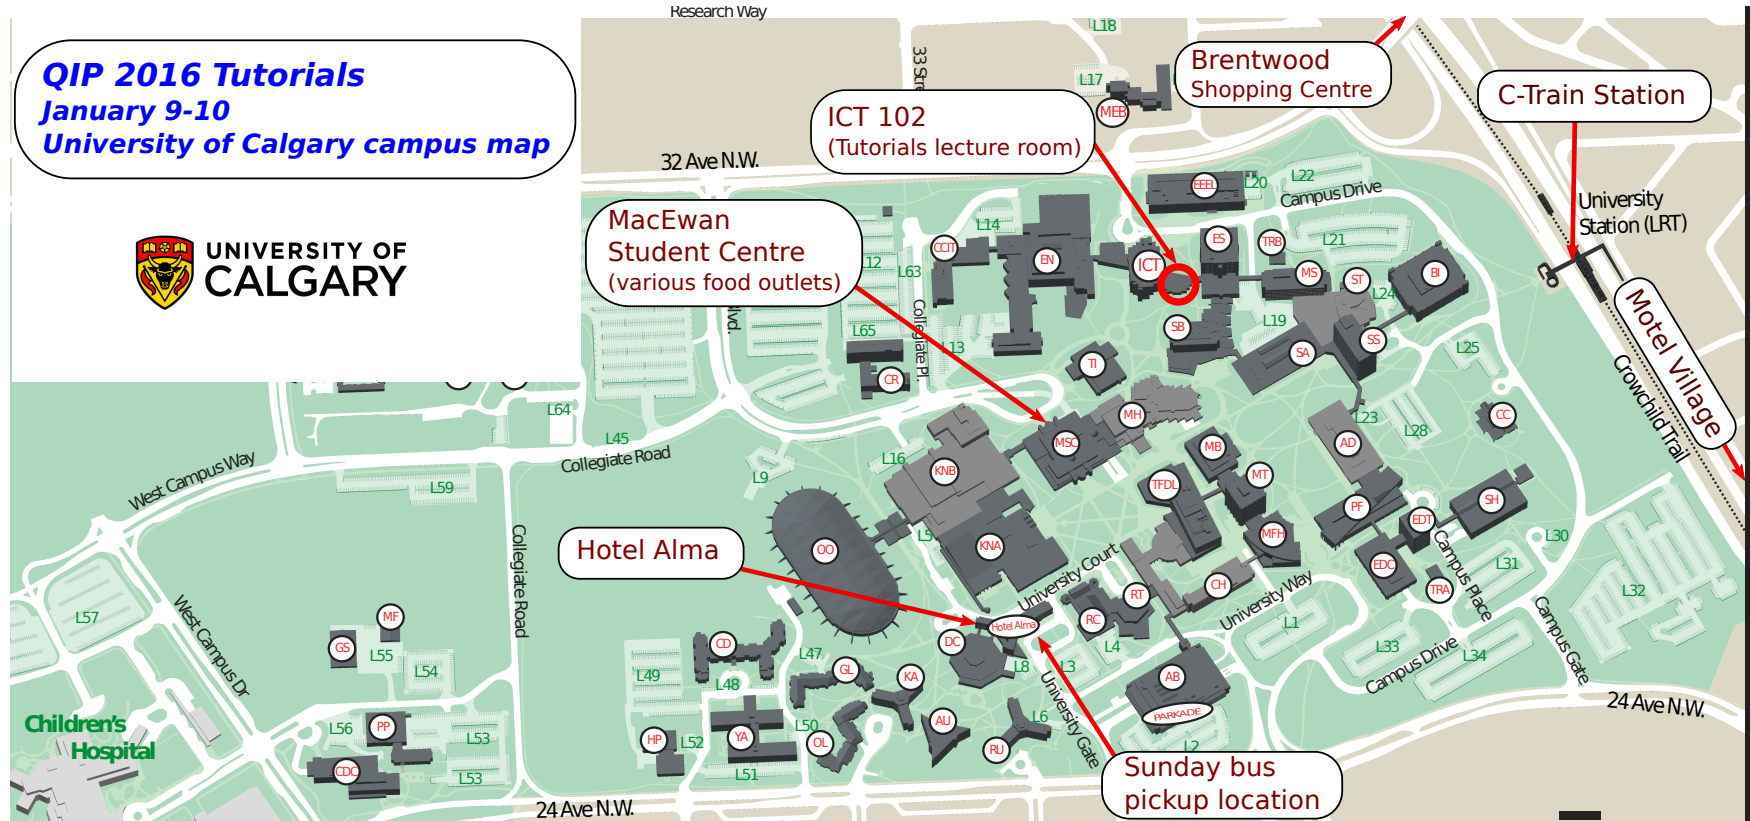 Research Way
QIP 2016 Tutorials
January 9-10
University of Calgary campus map
UNIVERSITY OF
CALGARY
33 Stre
L18
L17
MEB
Brentwood
Shopping Centre
C-Train Station
ICT 102
(Tutorials lecture room)
32 Ave N.W.
MacEwan
Student Centre
(various food outlets)
EEEL
L20
L22
Campus Drive
University
Station (LRT)
L14
CCIT
EN
ICT
ES
TRB
L21
MS
ST
BI
L12
L63
L24
Blvd.
Collegiate Pl.
L65
L13
SB
L19
SA
SS
L25
CR
TI
Motel Village
Crowchild Trail
L64
L45
Collegiate Road
MH
MSC
L23
L28
CC
AD
West Campus Way
L59
L9
L16
KNB
MB
MT
TFDL
PF
SH
EDT
MFH
OO
L5
KNA
Collegiate Road
Hotel Alma
University Court
EDC
Campus Place
L30
L31
TRA
L32
L57
West Campus Dr
MF
GS
L55
L54
CD
L47
DC
Hotel Alma
RC
RT
CH
University Way
L1
L4
L3
L8
L33
L34
Campus Drive
Campus Gate
L49
L48
GL
KA
AB
PARKADE
University Gate
24 Ave N.W.
Children's
Hospital
L56
PP
L53
L53
CDC
HP
L52
YA
L50
OL
L51
AU
RU
L6
L2
Sunday bus
pickup location
24 Ave N.W.